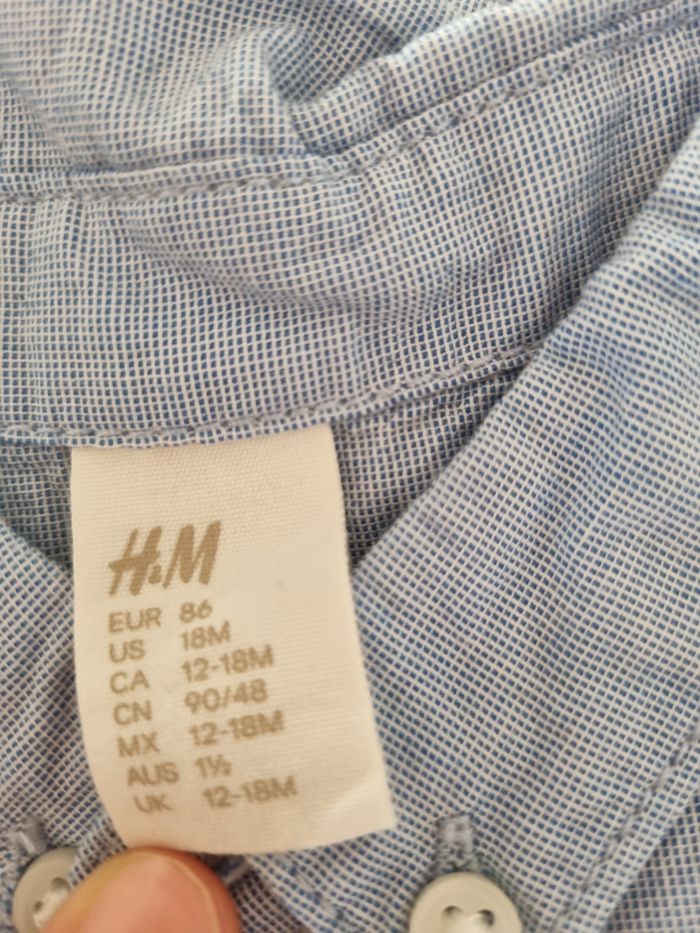 H&M
EUR 86
US 18M
CA 12-18M
CN 90/48
MX 12-18M
AUS 1½
UK 12-18M